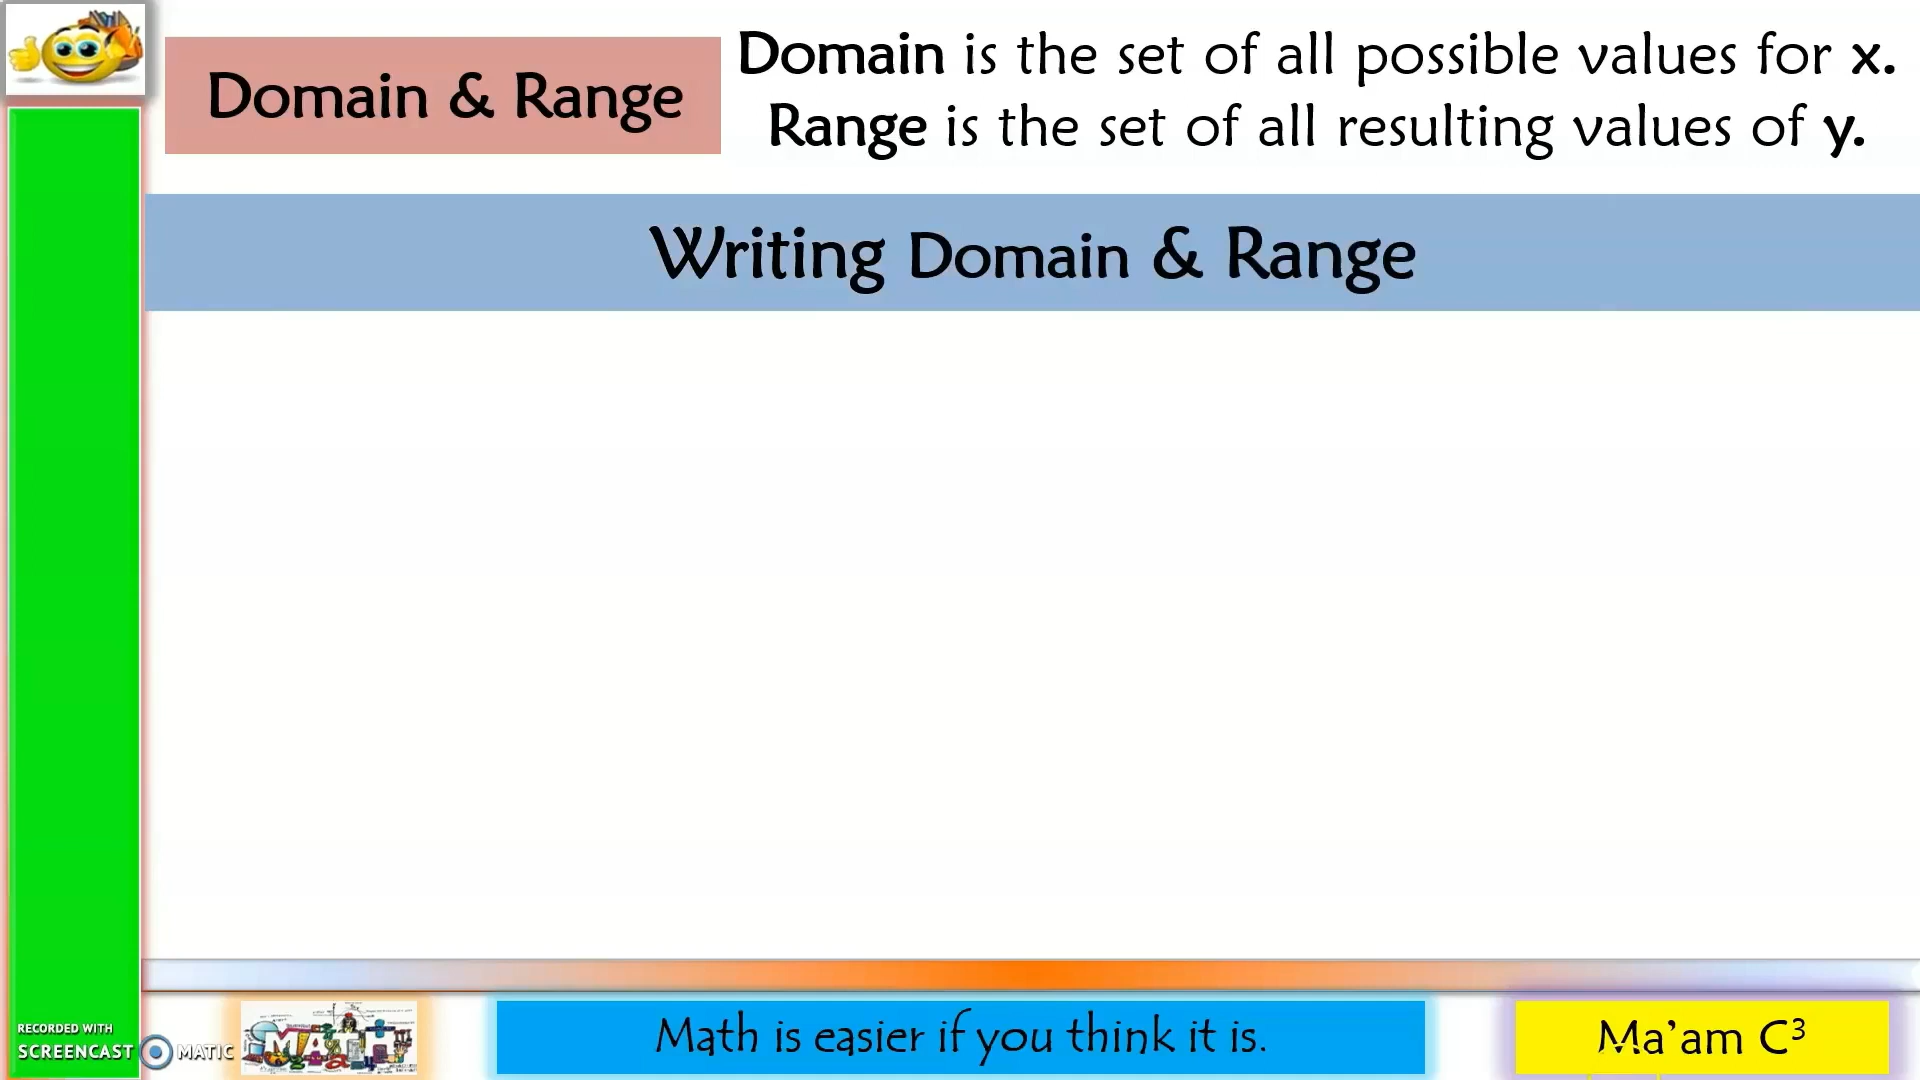 Domain & Range
Domain is the set of all possible values for x.
Range is the set of all resulting values of y.
Writing Domain & Range
RECORDED WITH
SCREENCAST MATIC
MATH
Math is easier if you think it is.
Ma’am C³